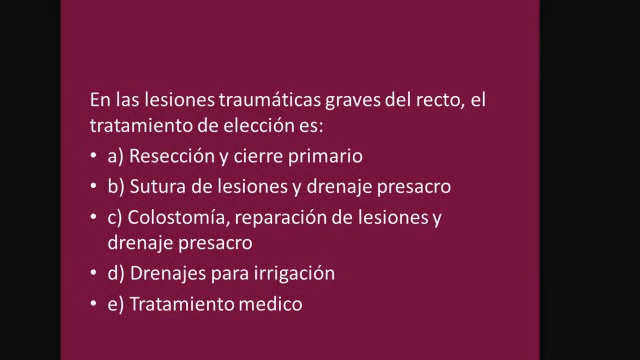 En las lesiones traumáticas graves del recto, el
tratamiento de elección es:
• a) Resección y cierre primario
• b) Sutura de lesiones y drenaje presacro
• c) Colostomía, reparación de lesiones y
drenaje presacro
• d) Drenajes para irrigación
• e) Tratamiento medico